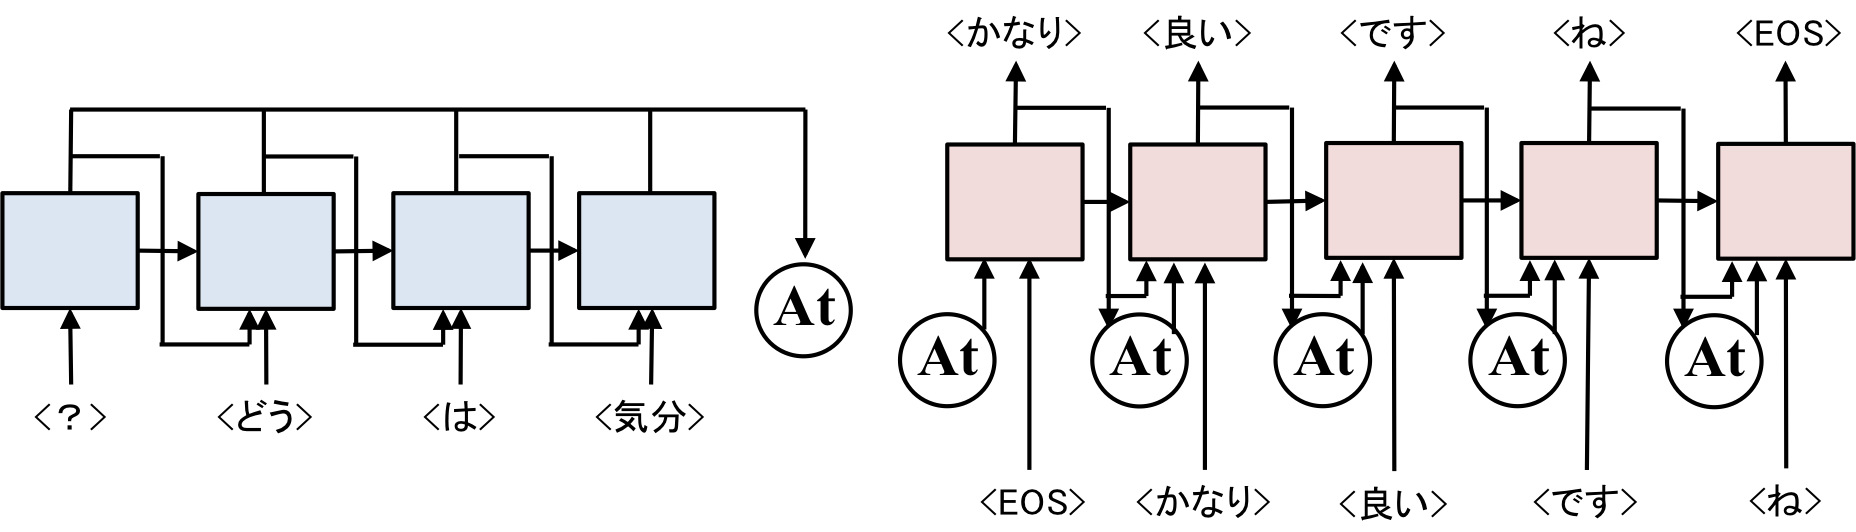 <かなり> <良い> <です> <ね> <EOS>
At
<?> <どう> <は> <気分>
At At At At At
<EOS> <かなり> <良い> <です> <ね>